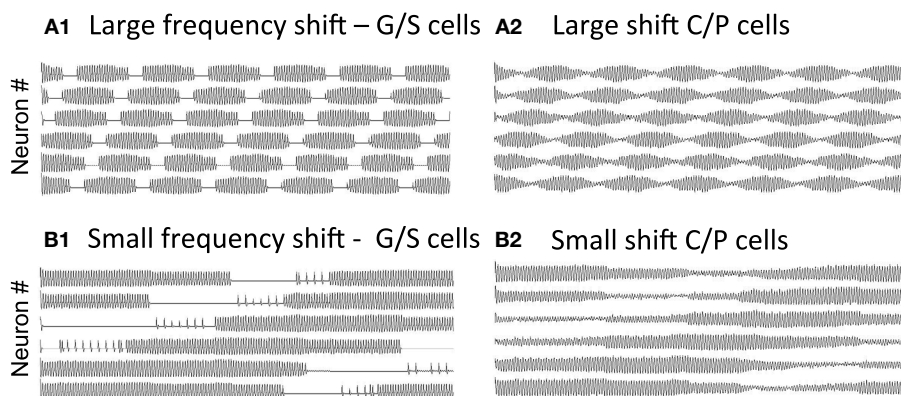 A1 Large frequency shift – G/S cells
A2 Large shift C/P cells
Neuron #
B1 Small frequency shift - G/S cells
B2 Small shift C/P cells
Neuron #